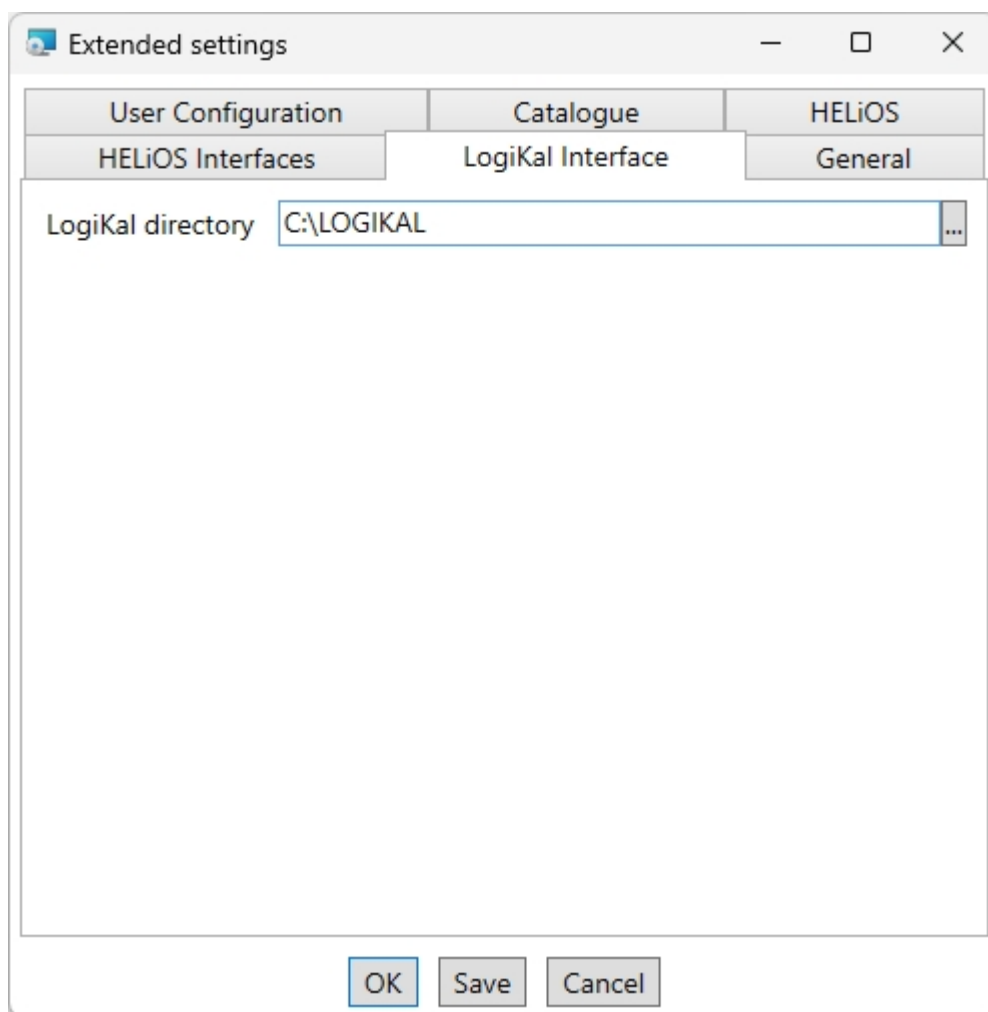 Extended settings
User Configuration Catalogue HELiOS
HELiOS Interfaces LogiKal Interface General
LogiKal directory C:\LOGIKAL ...
OK Save Cancel